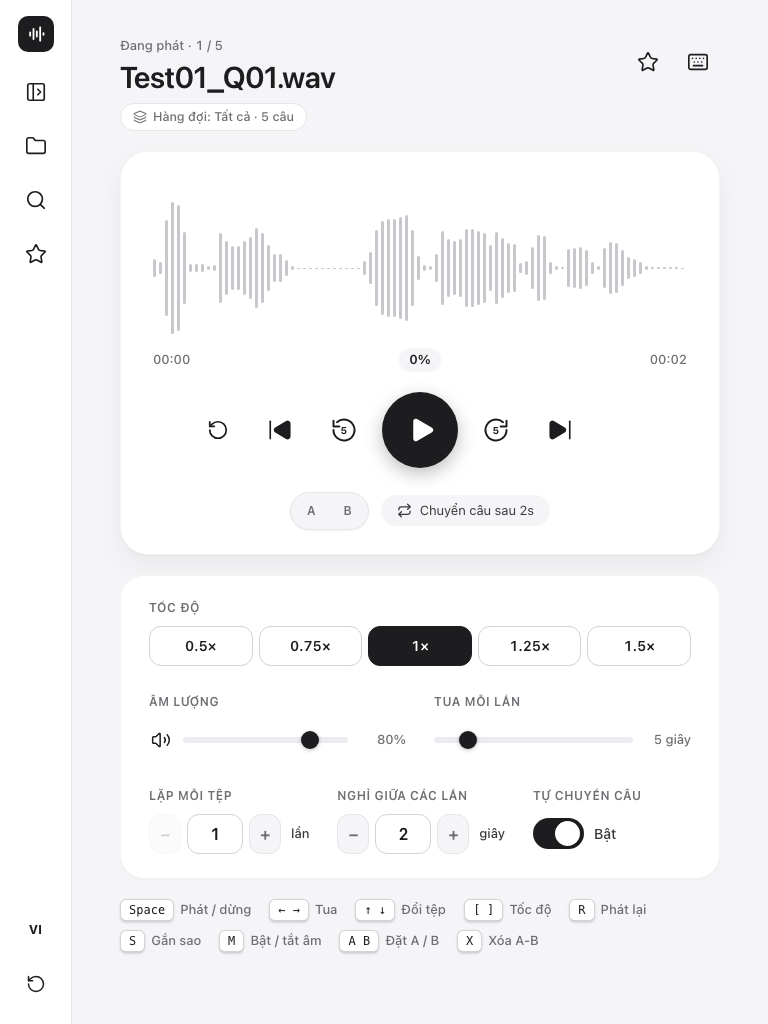 Đang phát · 1 / 5
Test01_Q01.wav
Hàng đợi: Tất cả · 5 câu
00:00 0% 00:02
5 5
A B Chuyển câu sau 2s
TỐC ĐỘ
0.5× 0.75× 1× 1.25× 1.5×
ÂM LƯỢNG TUA MỖI LẦN
80% 5 giây
LẶP MỖI TỆP NGHỈ GIỮA CÁC LẦN TỰ CHUYỂN CÂU
− 1 + lần − 2 + giây Bật
Space Phát / dừng ← → Tua ↑ ↓ Đổi tệp [ ] Tốc độ R Phát lại
S Gắn sao M Bật / tắt âm A B Đặt A / B X Xóa A-B
VI